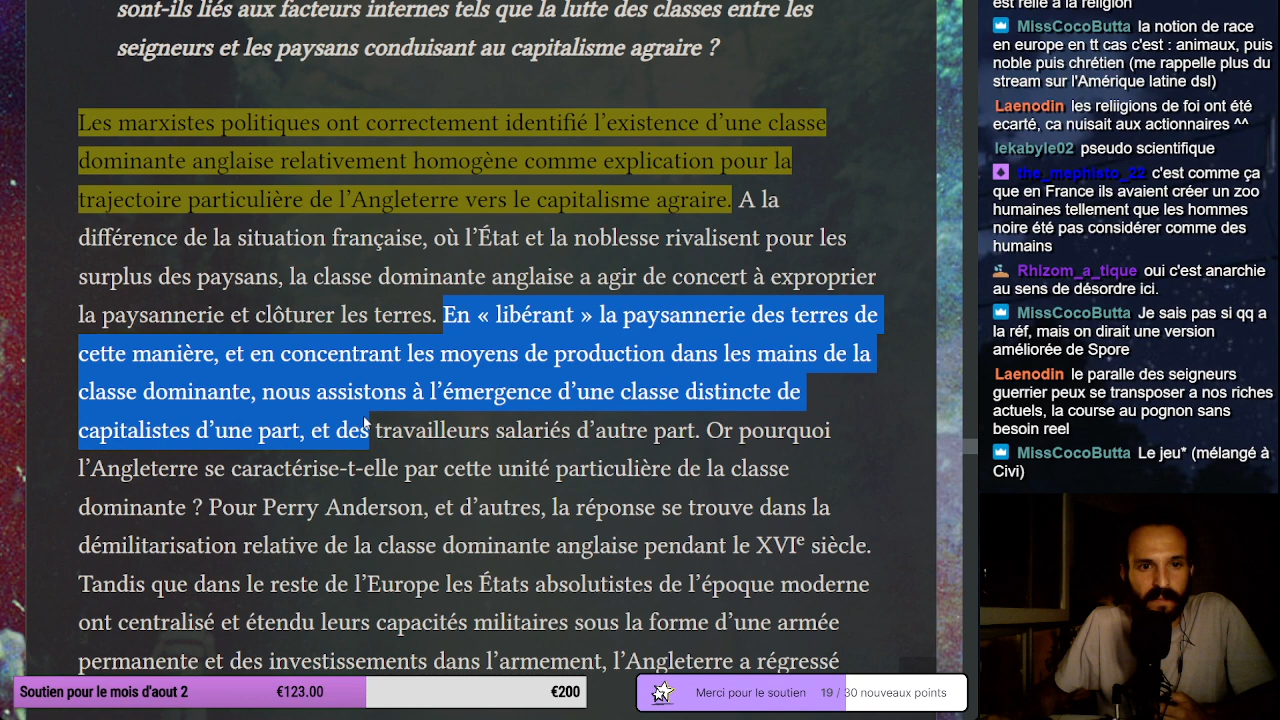 sont-ils liés aux facteurs internes tels que la lutte des classes entre les
seigneurs et les paysans conduisant au capitalisme agraire ?
Les marxistes politiques ont correctement identifié l'existence d'une classe
dominante anglaise relativement homogène comme explication pour la
trajectoire particulière de l'Angleterre vers le capitalisme agraire. A la
différence de la situation française, où l'État et la noblesse rivalisent pour les
surplus des paysans, la classe dominante anglaise a agir de concert à exproprier
la paysannerie et clôturer les terres. En « libérant » la paysannerie des terres de
cette manière, et en concentrant les moyens de production dans les mains de la
classe dominante, nous assistons à l'émergence d'une classe distincte de
capitalistes d'une part, et des travailleurs salariés d'autre part. Or pourquoi
l'Angleterre se caractérise-t-elle par cette unité particulière de la classe
dominante ? Pour Perry Anderson, et d'autres, la réponse se trouve dans la
démilitarisation relative de la classe dominante anglaise pendant le XVIe siècle.
Tandis que dans le reste de l'Europe les États absolutistes de l'époque moderne
ont centralisé et étendu leurs capacités militaires sous la forme d'une armée
permanente et des investissements dans l'armement, l'Angleterre a régressé
Soutien pour le mois d'aout 2 €123.00 €200
Merci pour le soutien 19 / 30 nouveaux points
est relié a la religion
MissCocoButta la notion de race
en europe en tt cas c'est : animaux, puis
noble puis chrétien (me rappelle plus du
stream sur l'Amérique latine dsl)
Laenodin les reliigions de foi ont été
ecarté, ca nuisait aux actionnaires ^^
lekabyle02 pseudo scientifique
the_mephisto_22 c'est comme ça
que en France ils avaient créer un zoo
humaines tellement que les hommes
noire été pas considérer comme des
humains
Rhizom_a_tique oui c'est anarchie
au sens de désordre ici.
MissCocoButta Je sais pas si qq a
la réf, mais on dirait une version
améliorée de Spore
Laenodin le paralle des seigneurs
guerrier peux se transposer a nos riches
actuels, la course au pognon sans
besoin reel
MissCocoButta Le jeu* (mélangé à
Civi)